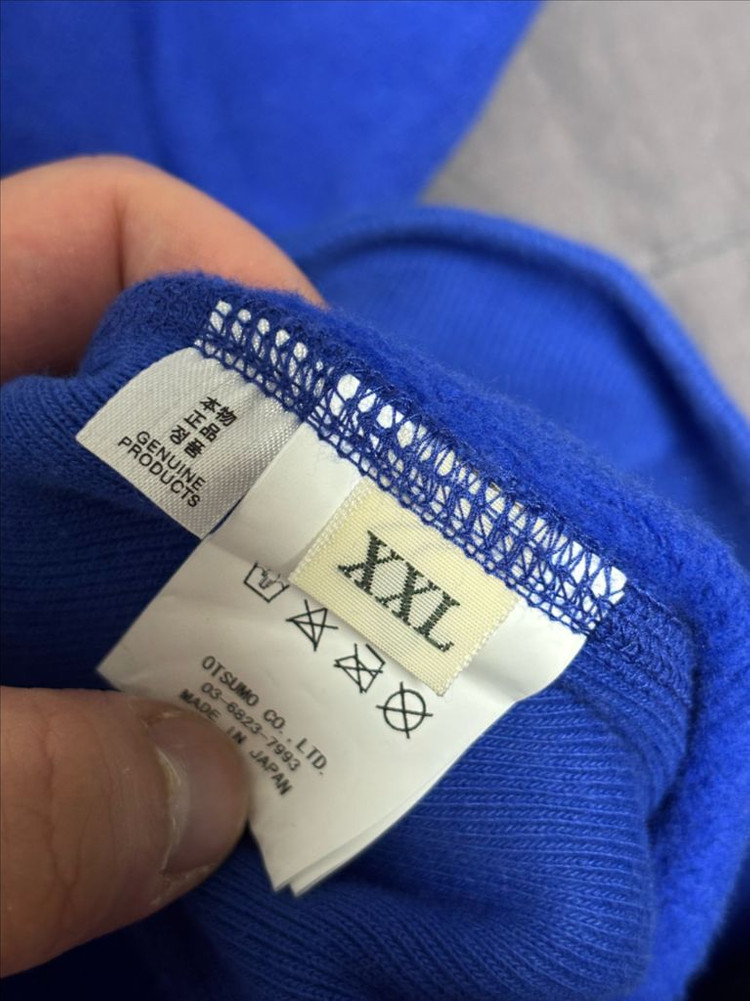 本物
正品
정품
GENUINE
PRODUCTS
XXL
OTSUMO CO.,LTD.
03-6823-7993
MADE IN JAPAN